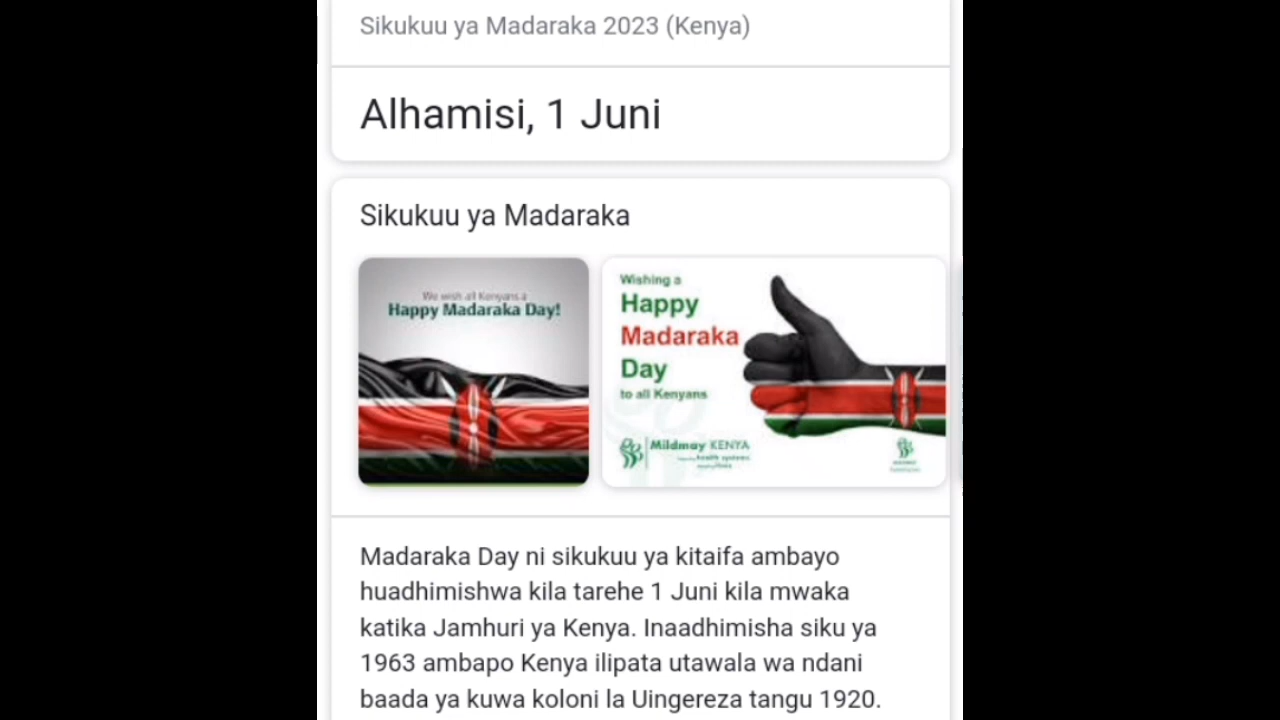 Sikukuu ya Madaraka 2023 (Kenya)
Alhamisi, 1 Juni
Sikukuu ya Madaraka
We wish all Kenyans a
Happy Madaraka Day!
Wishing a
Happy
Madaraka
Day
to all Kenyans
Mildmay KENYA
health systems
Madaraka Day ni sikukuu ya kitaifa ambayo
huadhimishwa kila tarehe 1 Juni kila mwaka
katika Jamhuri ya Kenya. Inaadhimisha siku ya
1963 ambapo Kenya ilipata utawala wa ndani
baada ya kuwa koloni la Uingereza tangu 1920.